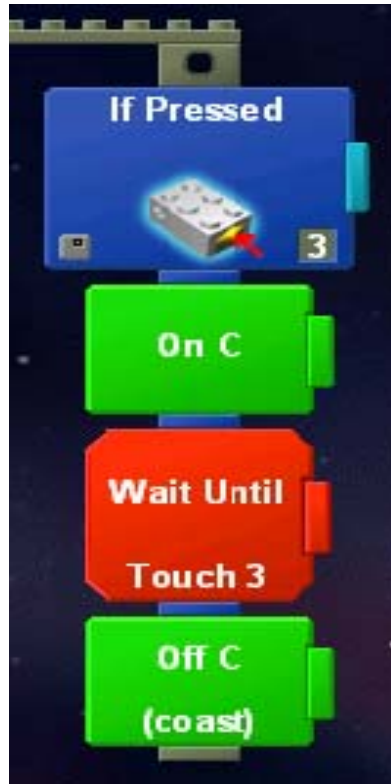 If Pressed
3
On C
Wait Until
Touch 3
Off C
(coast)